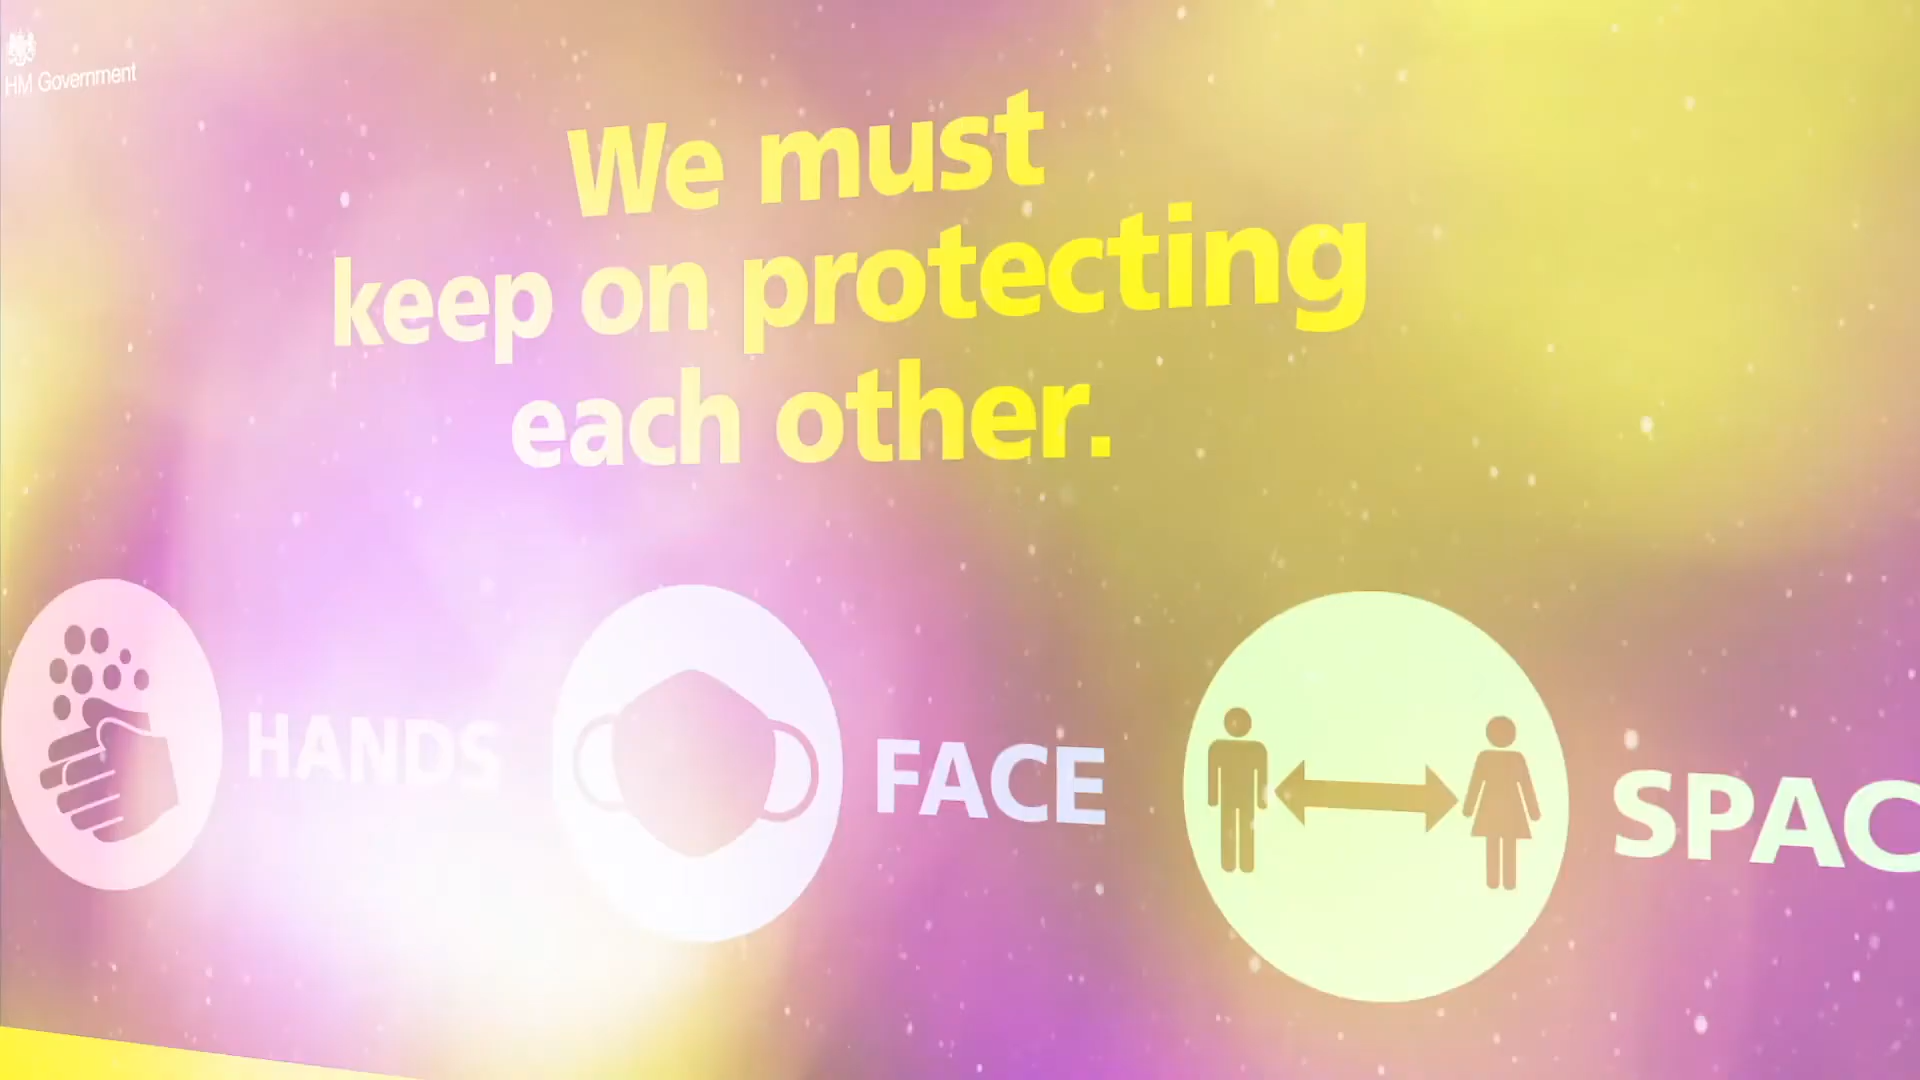 HM Government
We must
keep on protecting
each other.
HANDS
FACE
SPAC